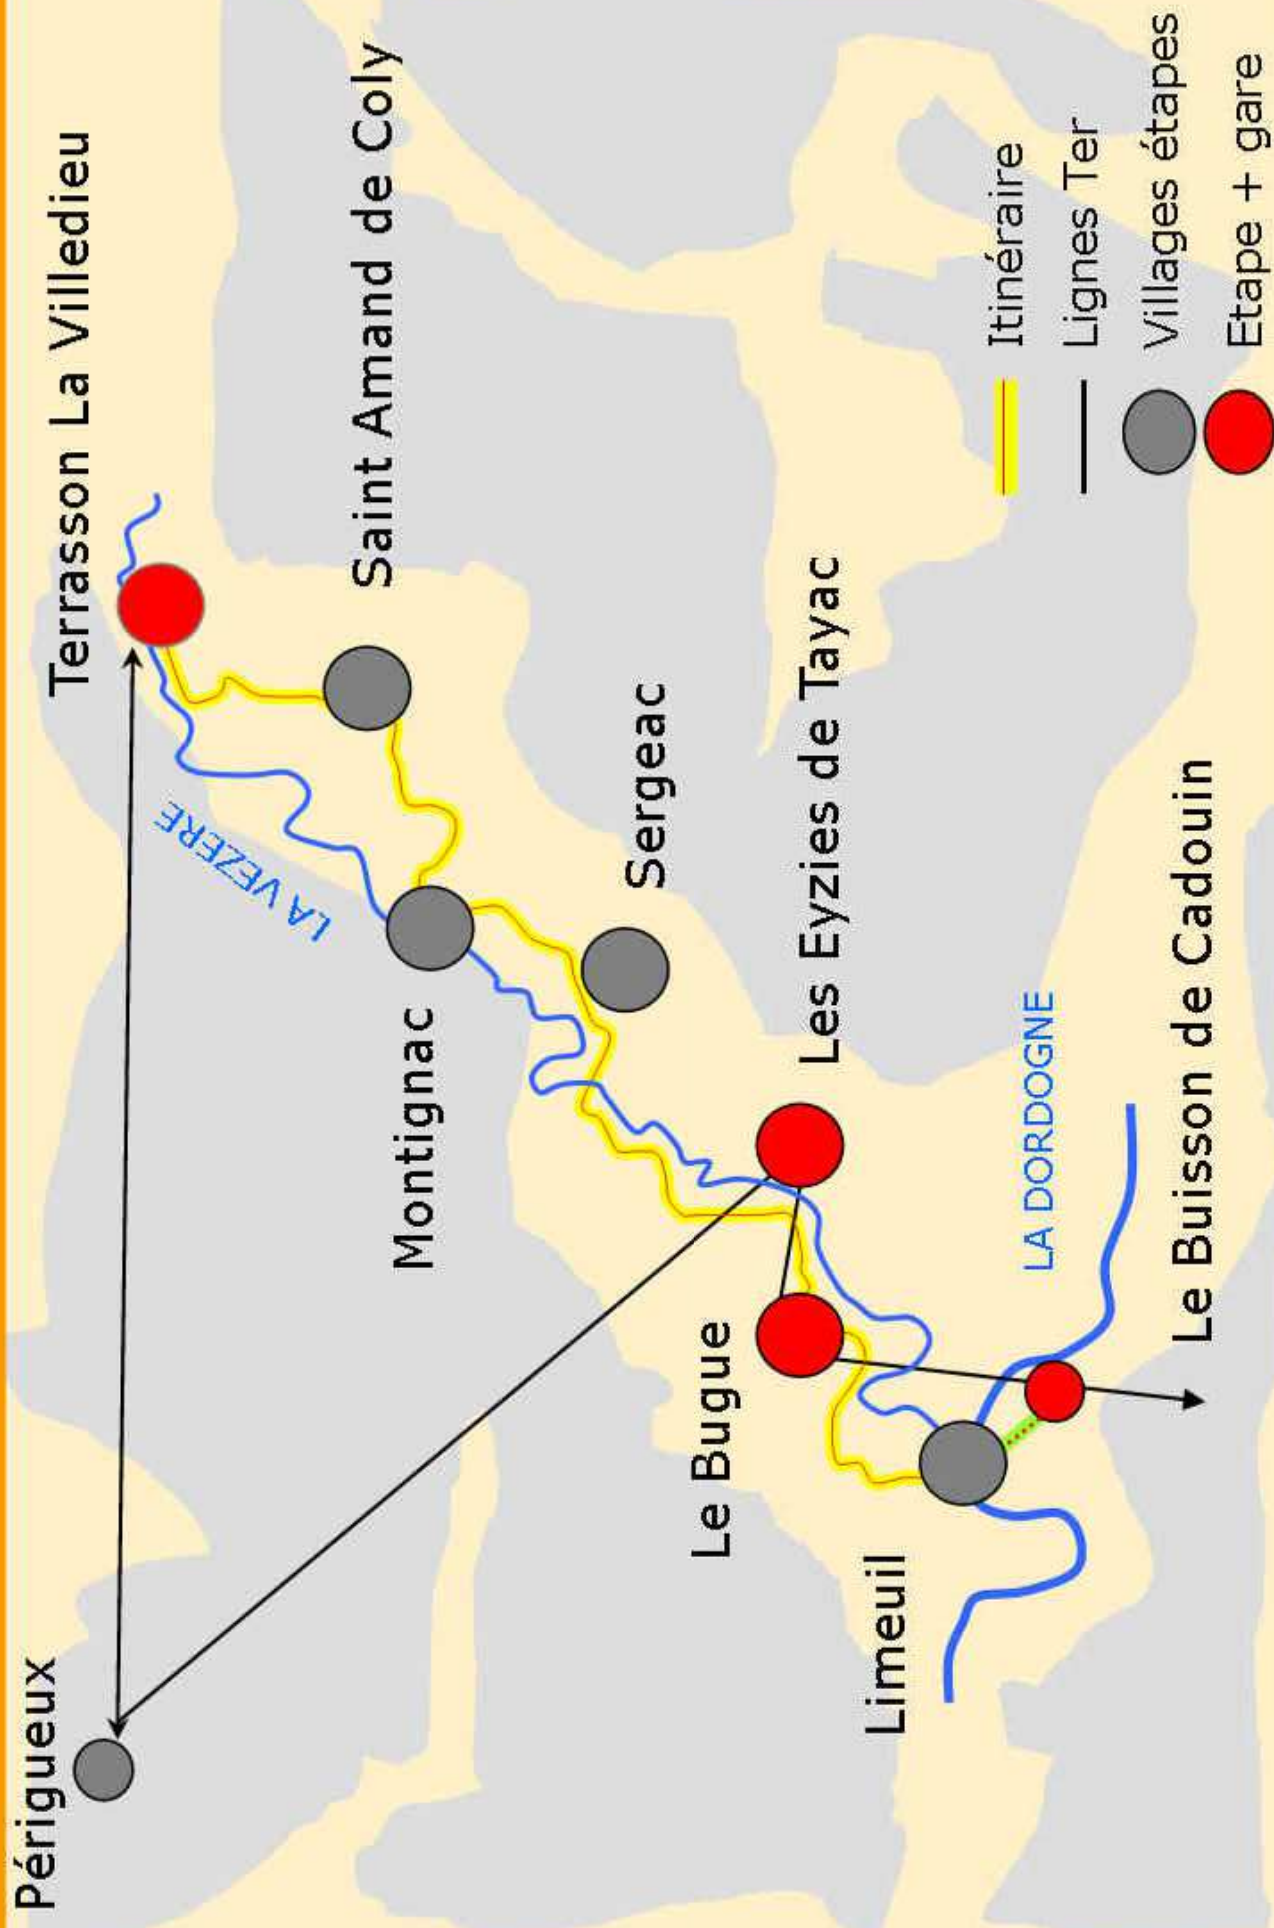 Périgueux
Terrasson La Villedieu
LA VEZERE
Saint Amand de Coly
Montignac
Sergeac
Le Bugue
Les Eyzies de Tayac
Limeuil
LA DORDOGNE
Le Buisson de Cadouin
Itinéraire
Lignes Ter
Villages étapes
Etape + gare